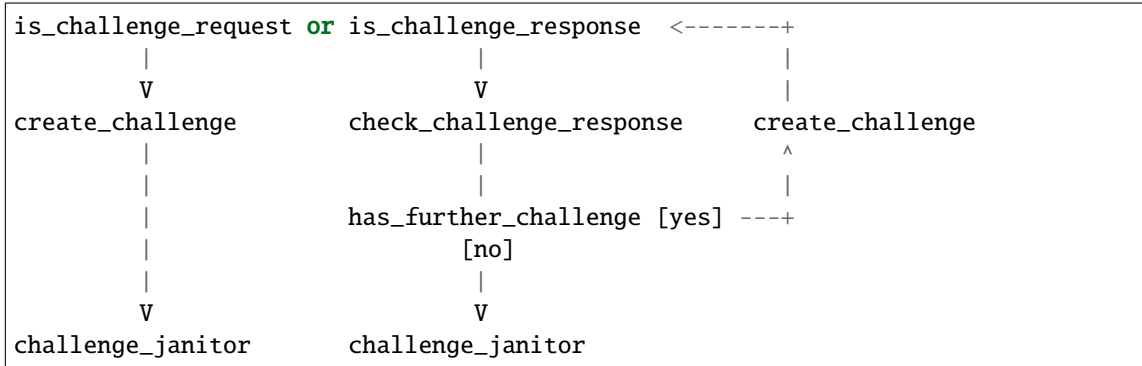 is_challenge_request or is_challenge_response <-------+
         |                            |                         |
         V                            V                         |
create_challenge         check_challenge_response      create_challenge
         |                            |                         ^
         |                            |                         |
         |               has_further_challenge [yes] ---+
         |                           [no]
         |                            |
         V                            V
challenge_janitor        challenge_janitor